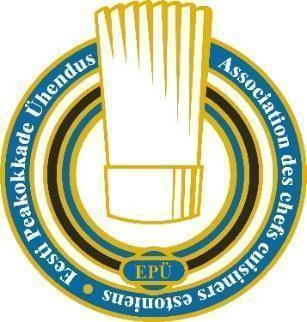 Eesti Peakokkade Ühendus
Association des chefs cuisiniers estoniens
EPÜ